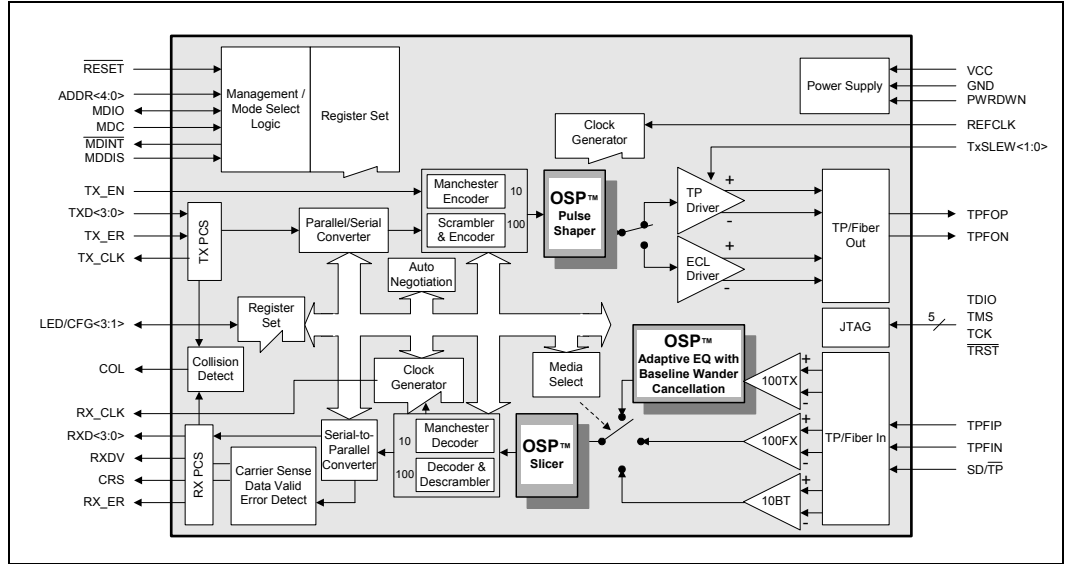 RESET
ADDR<4:0>
MDIO
MDC
MDINT
MDDIS
Management /
Mode Select
Logic
Register Set
Power Supply
VCC
GND
PWRDWN
REFCLK
TxSLEW<1:0>
Clock
Generator
TX_EN
TXD<3:0>
TX_ER
TX_CLK
TX PCS
Parallel/Serial
Converter
Manchester
Encoder
10
Scrambler
& Encoder
100
OSP™
Pulse
Shaper
TP
Driver
+
-
ECL
Driver
+
-
TP/Fiber
Out
TPFOP
TPFON
Auto
Negotiation
LED/CFG<3:1>
Register
Set
JTAG
5
TDIO
TMS
TCK
TRST
COL
Collision
Detect
Clock
Generator
Media
Select
OSP™
Adaptive EQ with
Baseline Wander
Cancellation
100TX
+
-
100FX
+
-
10BT
+
-
TP/Fiber In
TPFIP
TPFIN
SD/TP
RX_CLK
RXD<3:0>
RXDV
CRS
RX_ER
RX PCS
Carrier Sense
Data Valid
Error Detect
Serial-to-
Parallel
Converter
10
Manchester
Decoder
100
Decoder &
Descrambler
OSP™
Slicer